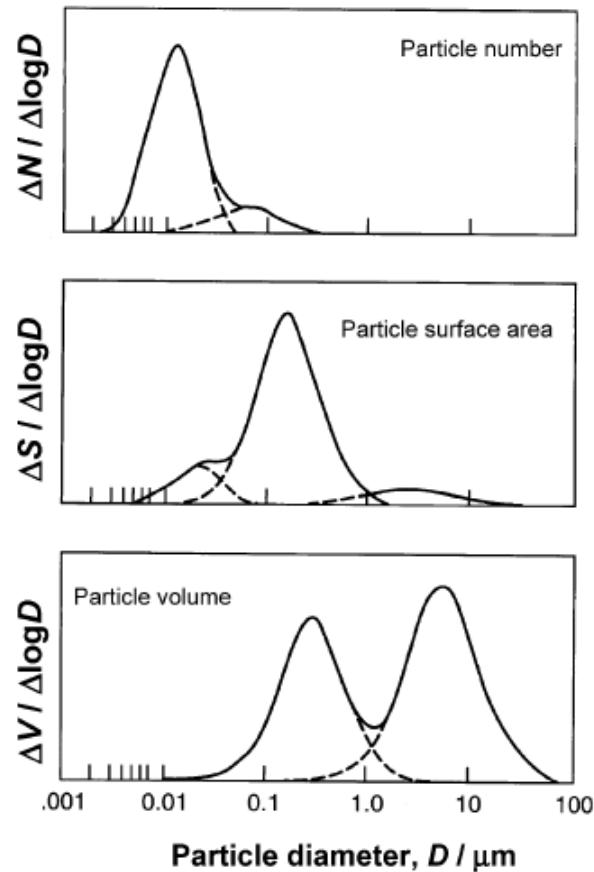 ΔN / ΔlogD
Particle number
ΔS / ΔlogD
Particle surface area
ΔV / ΔlogD
Particle volume
.001 0.01 0.1 1.0 10 100
Particle diameter, D / μm